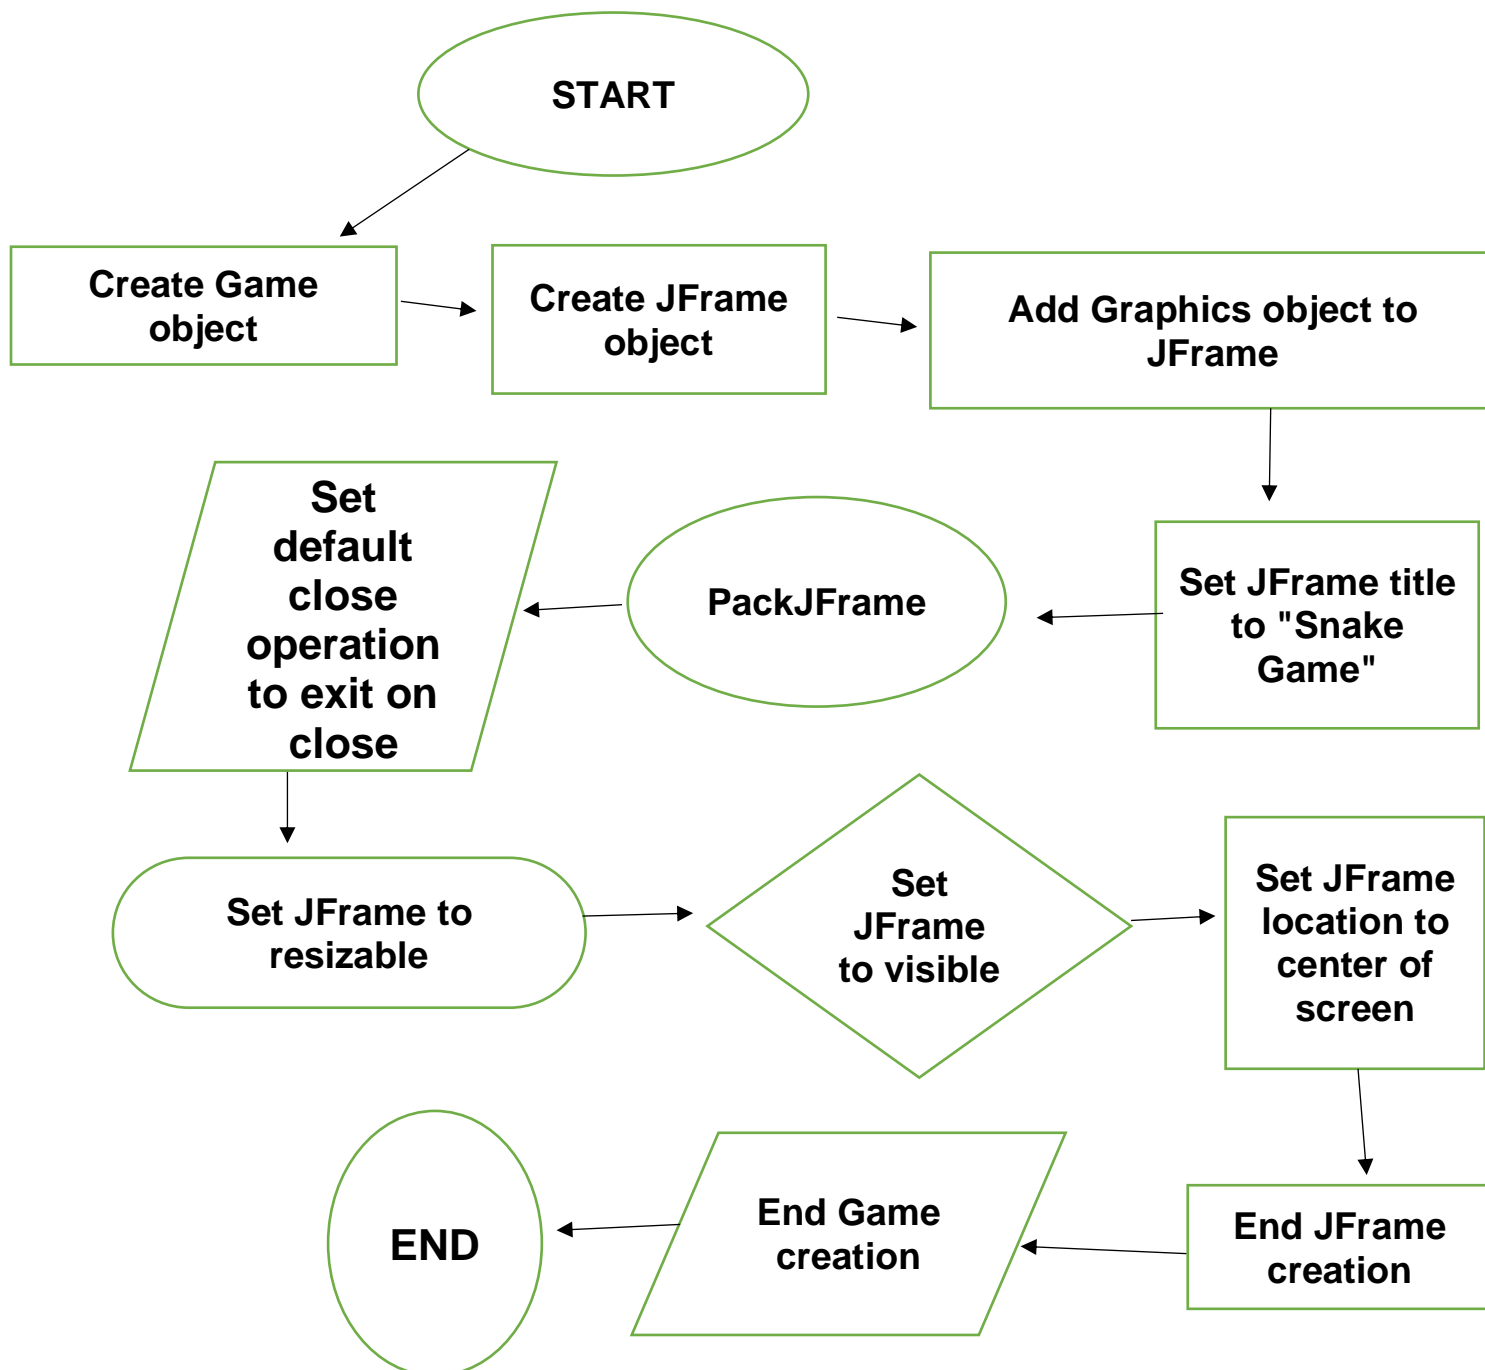 START
Create Game
object
Create JFrame
object
Add Graphics object to
JFrame
Set JFrame title
to "Snake
Game"
PackJFrame
Set
default
close
operation
to exit on
close
Set JFrame to
resizable
Set
JFrame
to visible
Set JFrame
location to
center of
screen
End JFrame
creation
End Game
creation
END